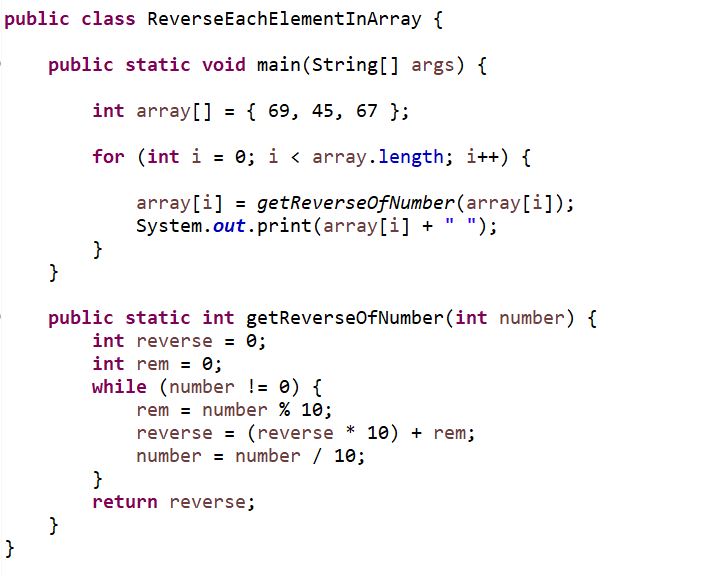 public class ReverseEachElementInArray {
public static void main(String[] args) {
int array[] = { 69, 45, 67 };
for (int i = 0; i < array.length; i++) {
array[i] = getReverseOfNumber(array[i]);
System.out.print(array[i] + " ");
}
}
public static int getReverseOfNumber(int number) {
int reverse = 0;
int rem = 0;
while (number != 0) {
rem = number % 10;
reverse = (reverse * 10) + rem;
number = number / 10;
}
return reverse;
}
}